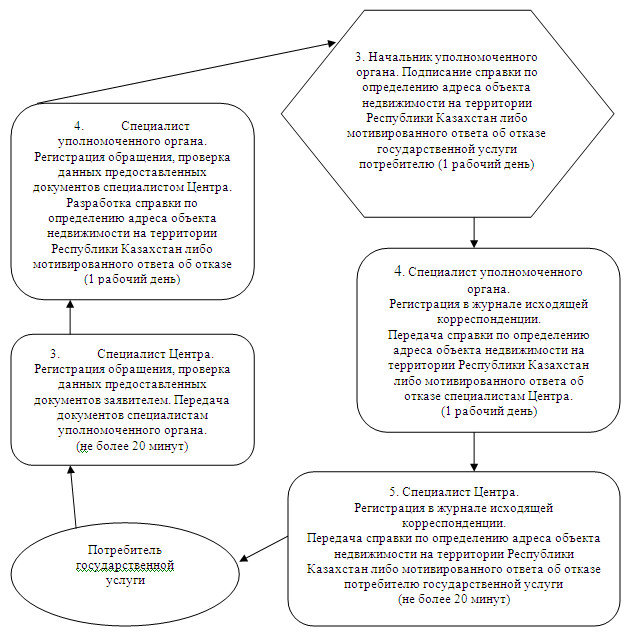 3. Начальник уполномоченного
органа. Подписание справки по
определению адреса объекта
недвижимости на территории
Республики Казахстан либо
мотивированного ответа об отказе
государственной услуги
потребителю (1 рабочий день)
4. Специалист
уполномоченного органа.
Регистрация обращения, проверка
данных предоставленных
документов специалистом Центра.
Разработка справки по
определению адреса объекта
недвижимости на территории
Республики Казахстан либо
мотивированного ответа об отказе
(1 рабочий день)
4. Специалист уполномоченного
органа.
Регистрация в журнале исходящей
корреспонденции.
Передача справки по определению
адреса объекта недвижимости на
территории Республики Казахстан
либо мотивированного ответа об
отказе специалистам Центра.
(1 рабочий день)
3. Специалист Центра.
Регистрация обращения, проверка
данных предоставленных
документов заявителем. Передача
документов специалистам
уполномоченного органа.
(не более 20 минут)
5. Специалист Центра.
Регистрация в журнале исходящей
корреспонденции.
Передача справки по определению адреса объекта
недвижимости на территории Республики
Казахстан либо мотивированного ответа об отказе
потребителю государственной услуги
(не более 20 минут)
Потребитель
государственной
услуги